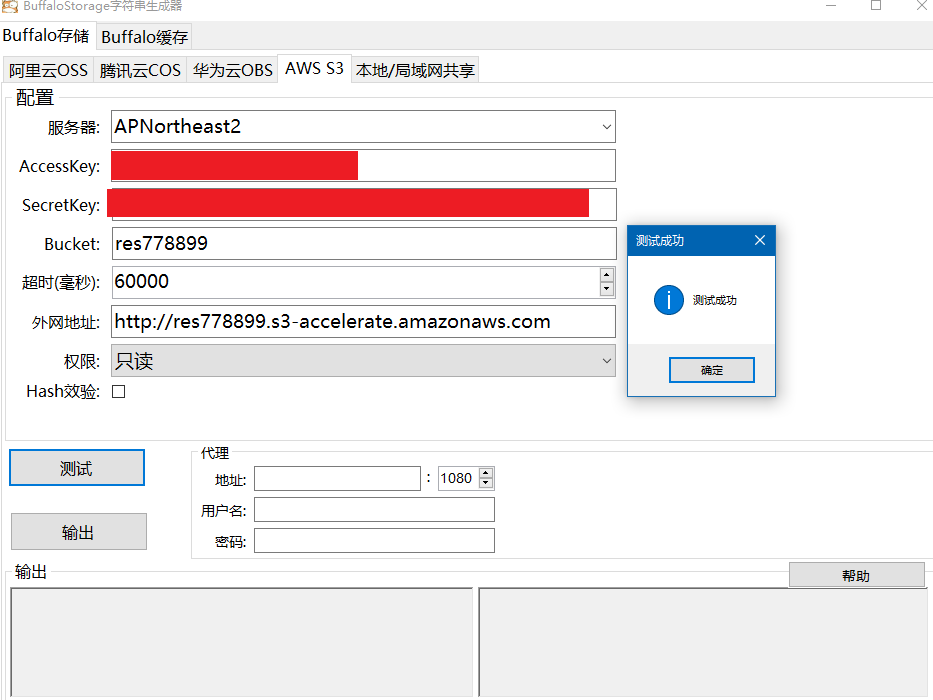 BuffaloStorage字符串生成器
Buffalo存储 Buffalo缓存
阿里云OSS 腾讯云COS 华为云OBS AWS S3 本地/局域网共享
配置
服务器: APNortheast2
AccessKey:
SecretKey:
Bucket: res778899
超时(毫秒): 60000
外网地址: http://res778899.s3-accelerate.amazonaws.com
权限: 只读
Hash效验:
测试成功
测试成功
确定
测试
输出
代理
地址: : 1080
用户名:
密码:
输出
帮助